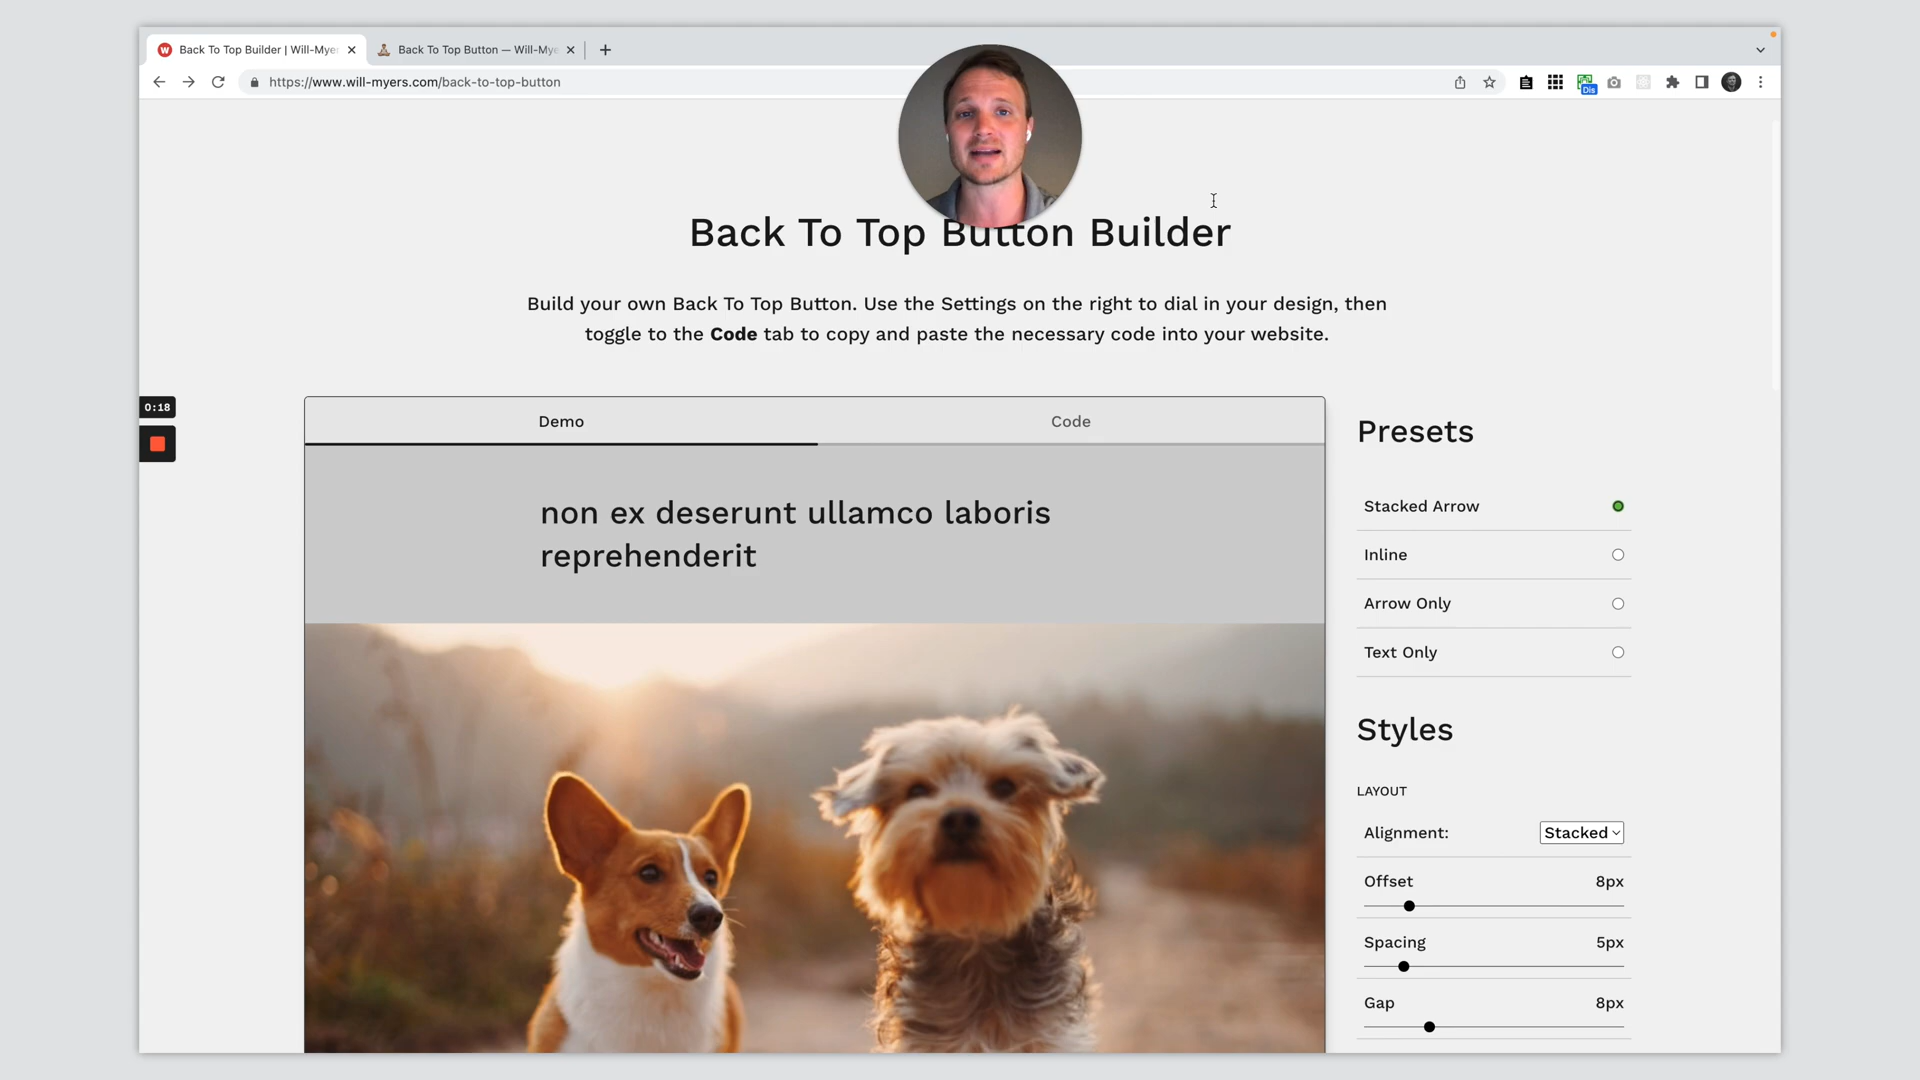 Back To Top Builder | Will-Mye
Back To Top Button — Will-Mye
https://www.will-myers.com/back-to-top-button
Dis
Back To Top Button Builder
Build your own Back To Top Button. Use the Settings on the right to dial in your design, then
toggle to the Code tab to copy and paste the necessary code into your website.
0:18
Demo
Code
non ex deserunt ullamco laboris
reprehenderit
Presets
Stacked Arrow
Inline
Arrow Only
Text Only
Styles
LAYOUT
Alignment: Stacked
Offset 8px
Spacing 5px
Gap 8px